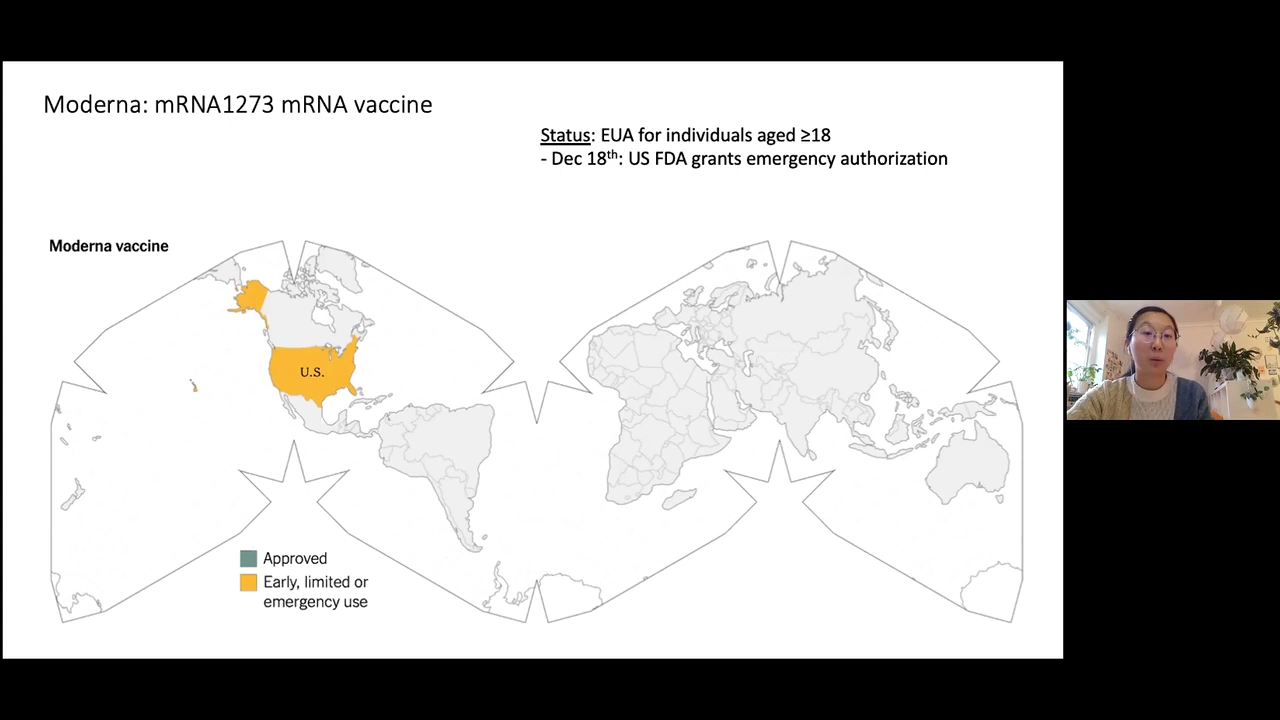 Moderna: mRNA1273 mRNA vaccine
Status: EUA for individuals aged ≥18
- Dec 18th: US FDA grants emergency authorization
Moderna vaccine
U.S.
Approved
Early, limited or
emergency use